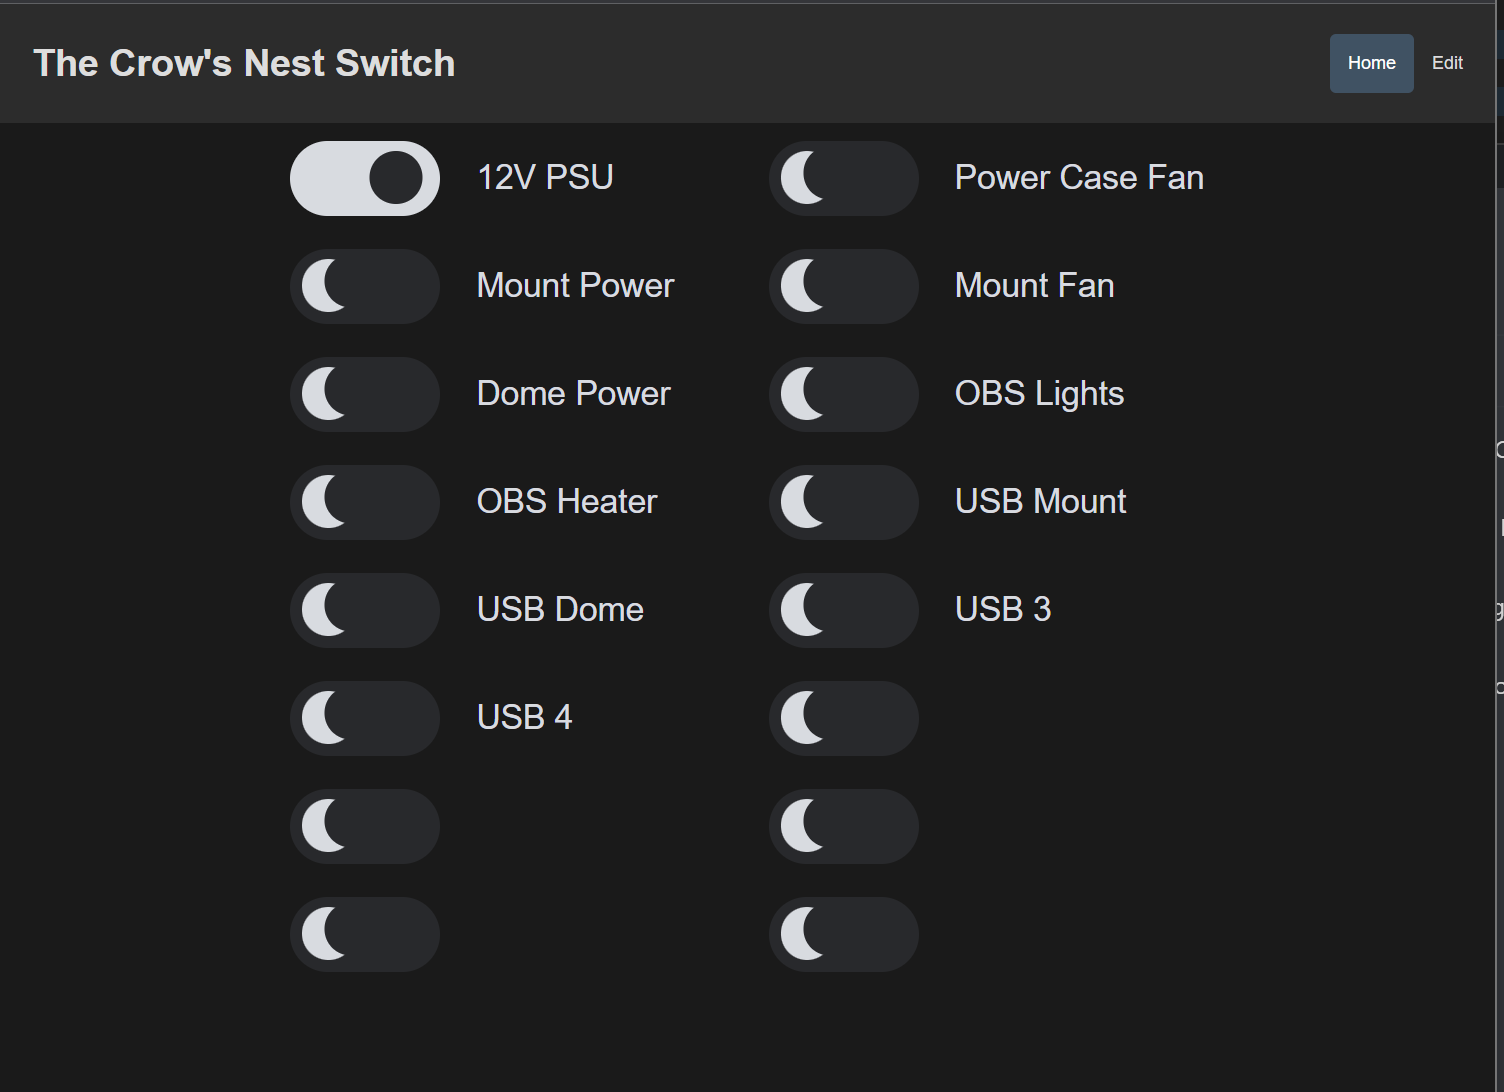 The Crow's Nest Switch
Home
Edit
12V PSU
Power Case Fan
Mount Power
Mount Fan
Dome Power
OBS Lights
OBS Heater
USB Mount
USB Dome
USB 3
USB 4